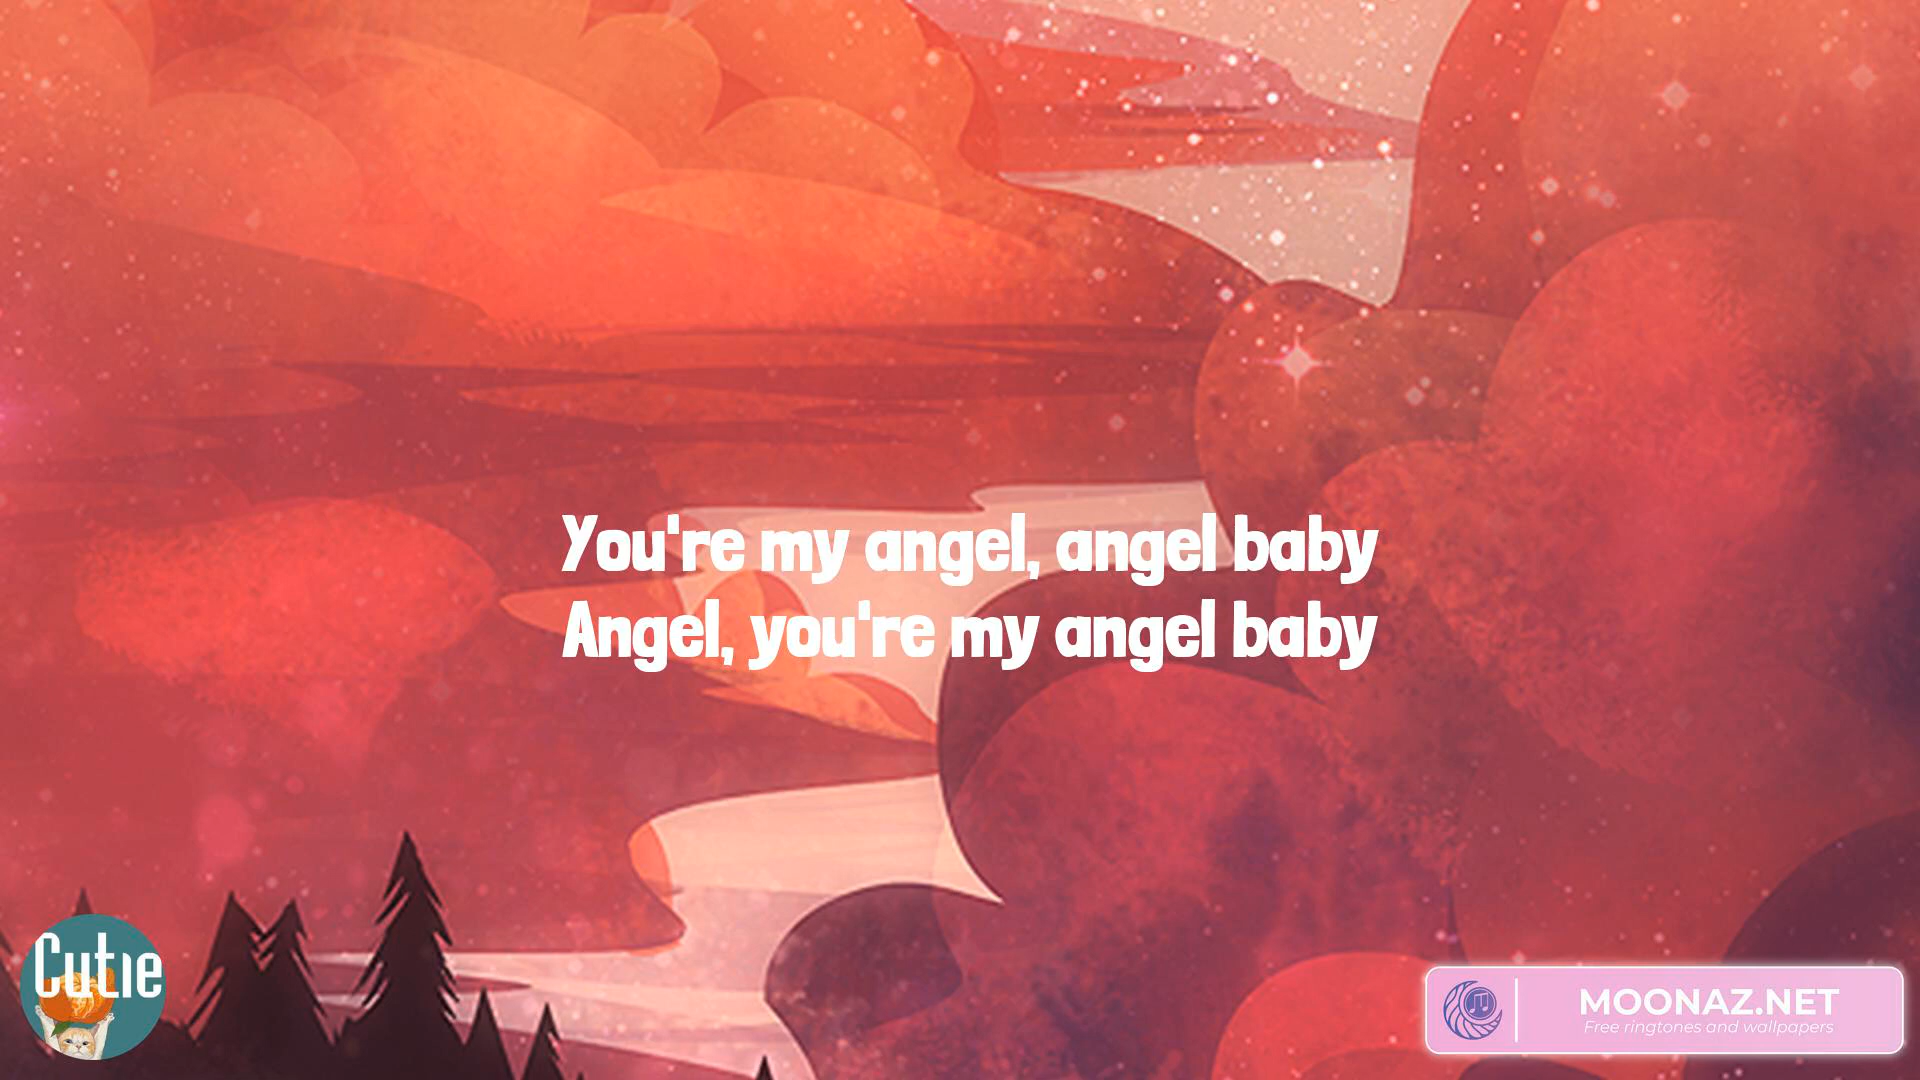 You're my angel, angel baby
Angel, you're my angel baby
Cutie
MOONAZ.NET
Free ringtones and wallpapers